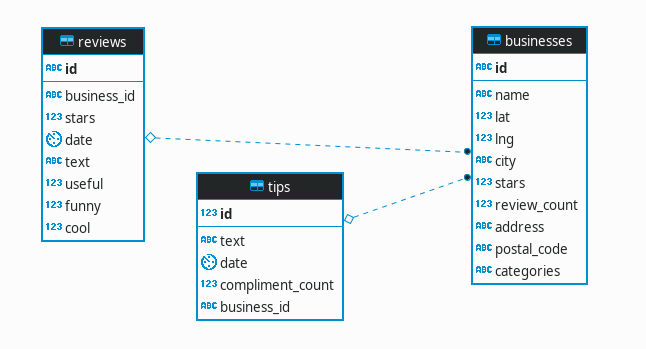 reviews
ABC id
ABC business_id
123 stars
date
ABC text
123 useful
123 funny
123 cool
tips
123 id
ABC text
date
123 compliment_count
ABC business_id
businesses
ABC id
ABC name
123 lat
123 lng
ABC city
123 stars
123 review_count
ABC address
ABC postal_code
ABC categories